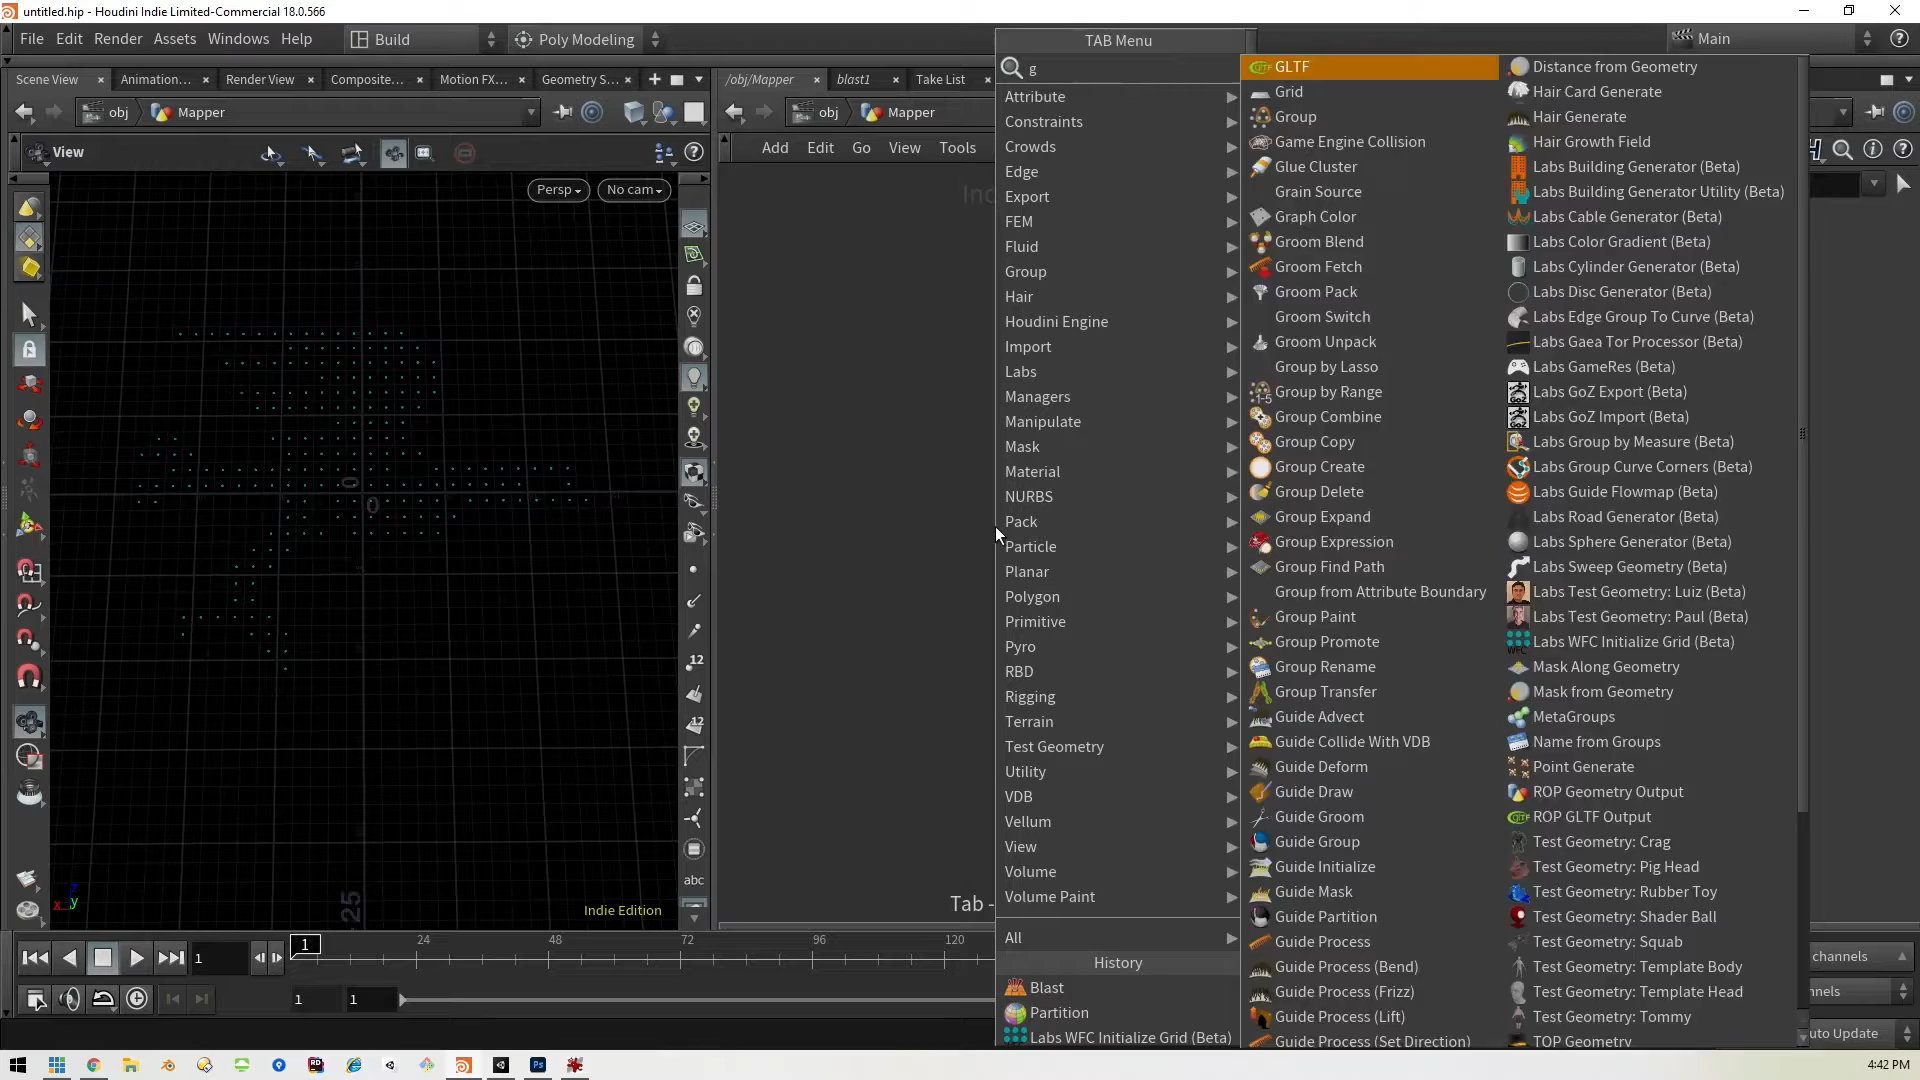 untitled.hip - Houdini Indie Limited-Commercial 18.0.566
File Edit Render Assets Windows Help
Build
Poly Modeling
Main
Scene View
Animation...
Render View
Composite...
Motion FX...
Geometry S...
/obj/Mapper
blast1
Take List
obj
Mapper
obj
Mapper
View
Persp
No cam
Add Edit Go View Tools
TAB Menu
g
Attribute
Constraints
Crowds
Edge
Export
FEM
Fluid
Group
Hair
Houdini Engine
Import
Labs
Managers
Manipulate
Mask
Material
NURBS
Pack
Particle
Planar
Polygon
Primitive
Pyro
RBD
Rigging
Terrain
Test Geometry
Utility
VDB
Vellum
View
Volume
Volume Paint
All
History
Blast
Partition
Labs WFC Initialize Grid (Beta)
GLTF
Grid
Group
Game Engine Collision
Glue Cluster
Grain Source
Graph Color
Groom Blend
Groom Fetch
Groom Pack
Groom Switch
Groom Unpack
Group by Lasso
Group by Range
Group Combine
Group Copy
Group Create
Group Delete
Group Expand
Group Expression
Group Find Path
Group from Attribute Boundary
Group Paint
Group Promote
Group Rename
Group Transfer
Guide Advect
Guide Collide With VDB
Guide Deform
Guide Draw
Guide Groom
Guide Group
Guide Initialize
Guide Mask
Guide Partition
Guide Process
Guide Process (Bend)
Guide Process (Frizz)
Guide Process (Lift)
Guide Process (Set Direction)
Distance from Geometry
Hair Card Generate
Hair Generate
Hair Growth Field
Labs Building Generator (Beta)
Labs Building Generator Utility (Beta)
Labs Cable Generator (Beta)
Labs Color Gradient (Beta)
Labs Cylinder Generator (Beta)
Labs Disc Generator (Beta)
Labs Edge Group To Curve (Beta)
Labs Gaea Tor Processor (Beta)
Labs GameRes (Beta)
Labs GoZ Export (Beta)
Labs GoZ Import (Beta)
Labs Group by Measure (Beta)
Labs Group Curve Corners (Beta)
Labs Guide Flowmap (Beta)
Labs Road Generator (Beta)
Labs Sphere Generator (Beta)
Labs Sweep Geometry (Beta)
Labs Test Geometry: Luiz (Beta)
Labs Test Geometry: Paul (Beta)
Labs WFC Initialize Grid (Beta)
Mask Along Geometry
Mask from Geometry
MetaGroups
Name from Groups
Point Generate
ROP Geometry Output
ROP GLTF Output
Test Geometry: Crag
Test Geometry: Pig Head
Test Geometry: Rubber Toy
Test Geometry: Shader Ball
Test Geometry: Squab
Test Geometry: Template Body
Test Geometry: Template Head
Test Geometry: Tommy
TOP Geometry
12
12
abc
0
0
-25
x
z
y
Indie Edition
Tab -
1
1
24
48
72
96
120
1
1
channels
nnels
uto Update
4:42 PM